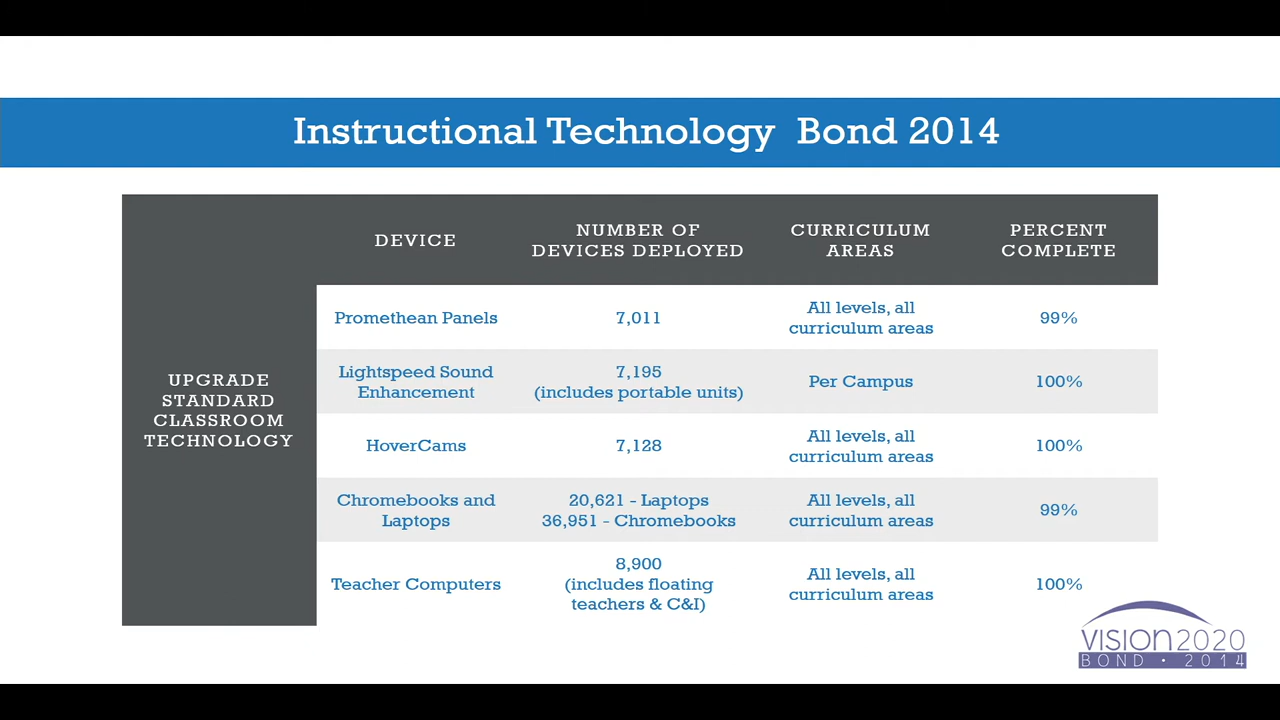 Instructional Technology Bond 2014
DEVICE
NUMBER OF
DEVICES DEPLOYED
CURRICULUM
AREAS
PERCENT
COMPLETE
UPGRADE
STANDARD
CLASSROOM
TECHNOLOGY
Promethean Panels
7,011
All levels, all
curriculum areas
99%
Lightspeed Sound
Enhancement
7,195
(includes portable units)
Per Campus
100%
HoverCams
7,128
All levels, all
curriculum areas
100%
Chromebooks and
Laptops
20,621 - Laptops
36,951 - Chromebooks
All levels, all
curriculum areas
99%
Teacher Computers
8,900
(includes floating
teachers & C&I)
All levels, all
curriculum areas
100%
VISION2020
BOND • 2014